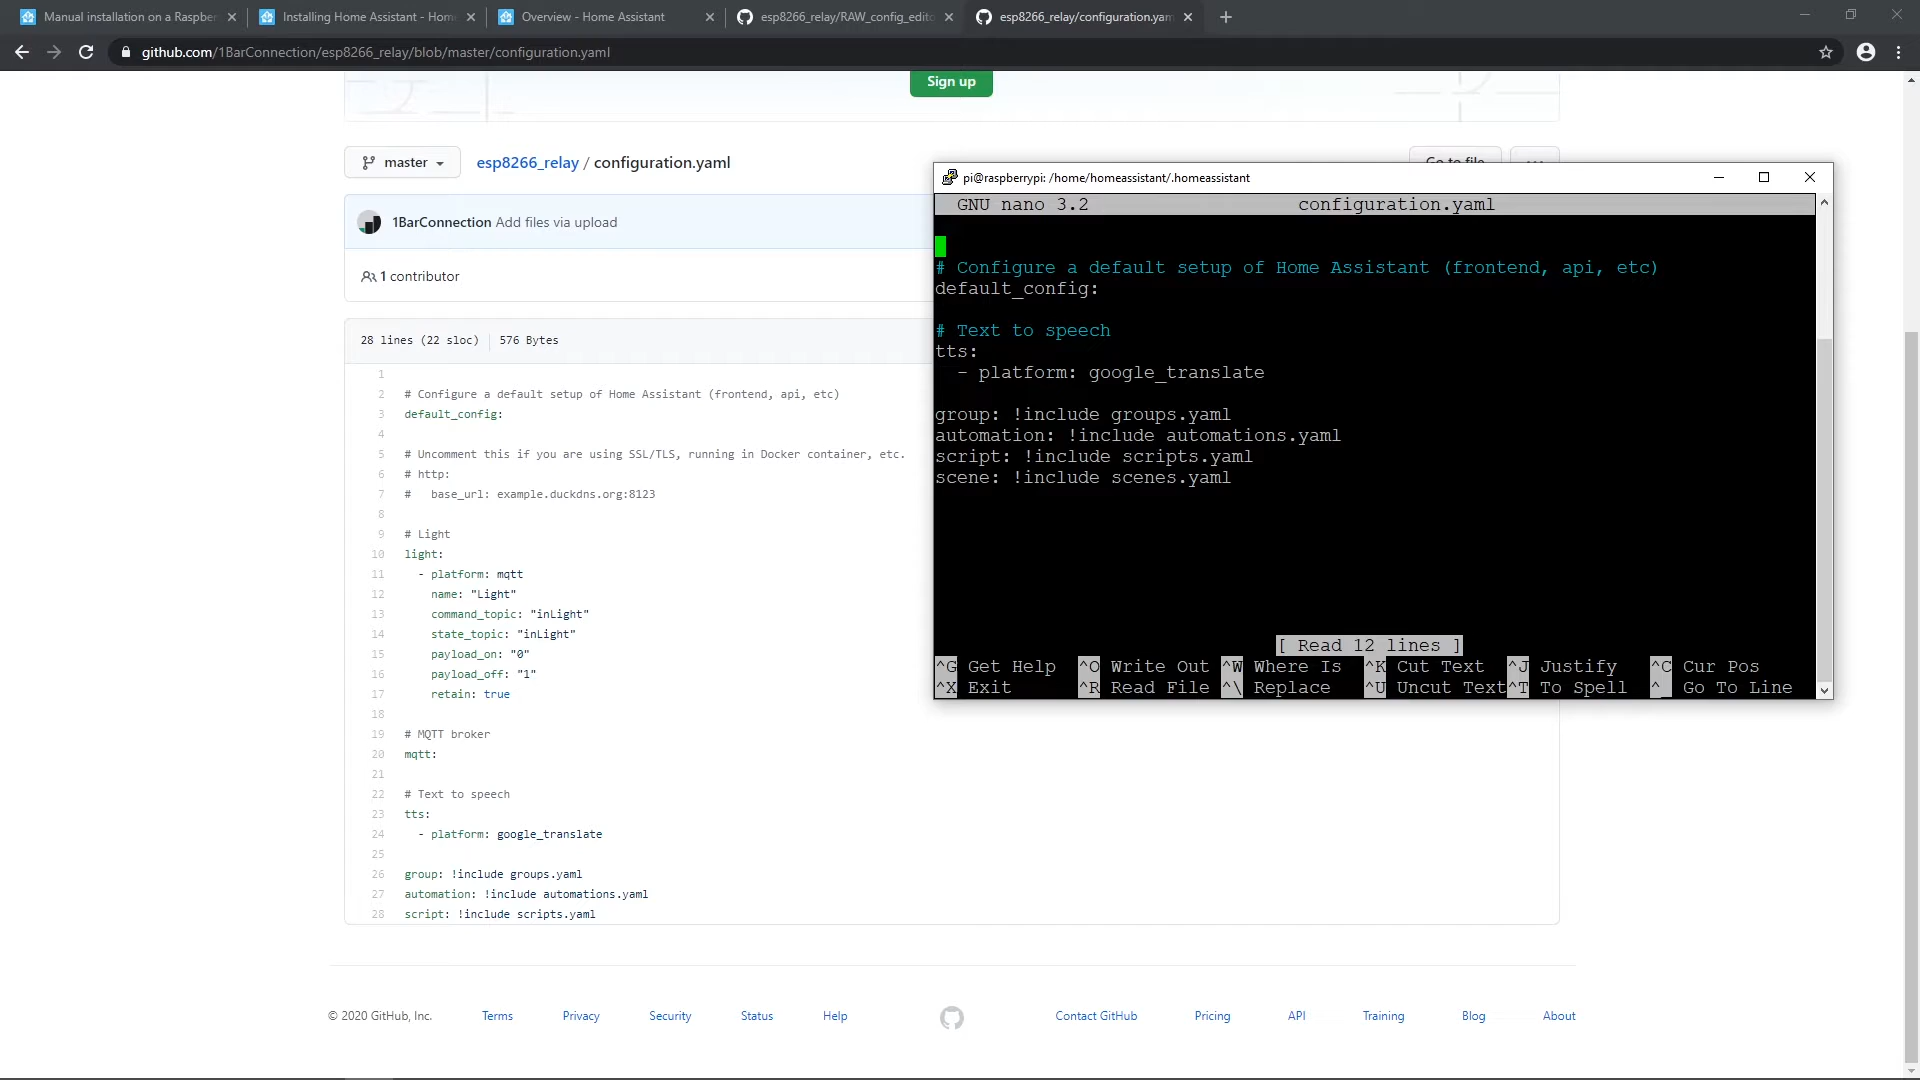 Manual installation on a Raspber
Installing Home Assistant - Hom
Overview - Home Assistant
esp8266_relay/RAW_config_edito
esp8266_relay/configuration.yam
github.com/1BarConnection/esp8266_relay/blob/master/configuration.yaml
Sign up
master
esp8266_relay / configuration.yaml
1BarConnection Add files via upload
1 contributor
28 lines (22 sloc) 576 Bytes
1
2 # Configure a default setup of Home Assistant (frontend, api, etc)
3 default_config:
4
5 # Uncomment this if you are using SSL/TLS, running in Docker container, etc.
6 # http:
7 #   base_url: example.duckdns.org:8123
8
9 # Light
10 light:
11   - platform: mqtt
12     name: "Light"
13     command_topic: "inLight"
14     state_topic: "inLight"
15     payload_on: "0"
16     payload_off: "1"
17     retain: true
18
19 # MQTT broker
20 mqtt:
21
22 # Text to speech
23 tts:
24   - platform: google_translate
25
26 group: !include groups.yaml
27 automation: !include automations.yaml
28 script: !include scripts.yaml
pi@raspberrypi: /home/homeassistant/.homeassistant
GNU nano 3.2 configuration.yaml
# Configure a default setup of Home Assistant (frontend, api, etc)
default_config:
# Text to speech
tts:
  - platform: google_translate
group: !include groups.yaml
automation: !include automations.yaml
script: !include scripts.yaml
scene: !include scenes.yaml
[ Read 12 lines ]
^G Get Help ^O Write Out ^W Where Is ^K Cut Text ^J Justify ^C Cur Pos
^X Exit ^R Read File ^\ Replace ^U Uncut Text ^T To Spell ^_ Go To Line
© 2020 GitHub, Inc. Terms Privacy Security Status Help Contact GitHub Pricing API Training Blog About